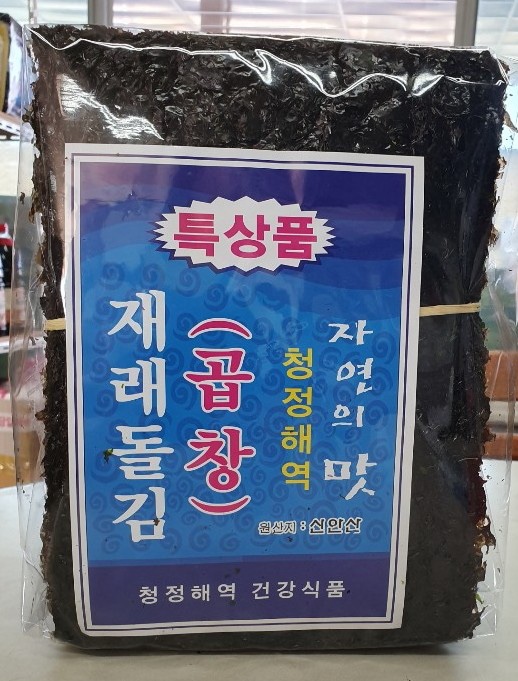 특상품
자연의 맛
청정해역
(곱창)
재래돌김
원산지 : 신안산
청정해역 건강식품